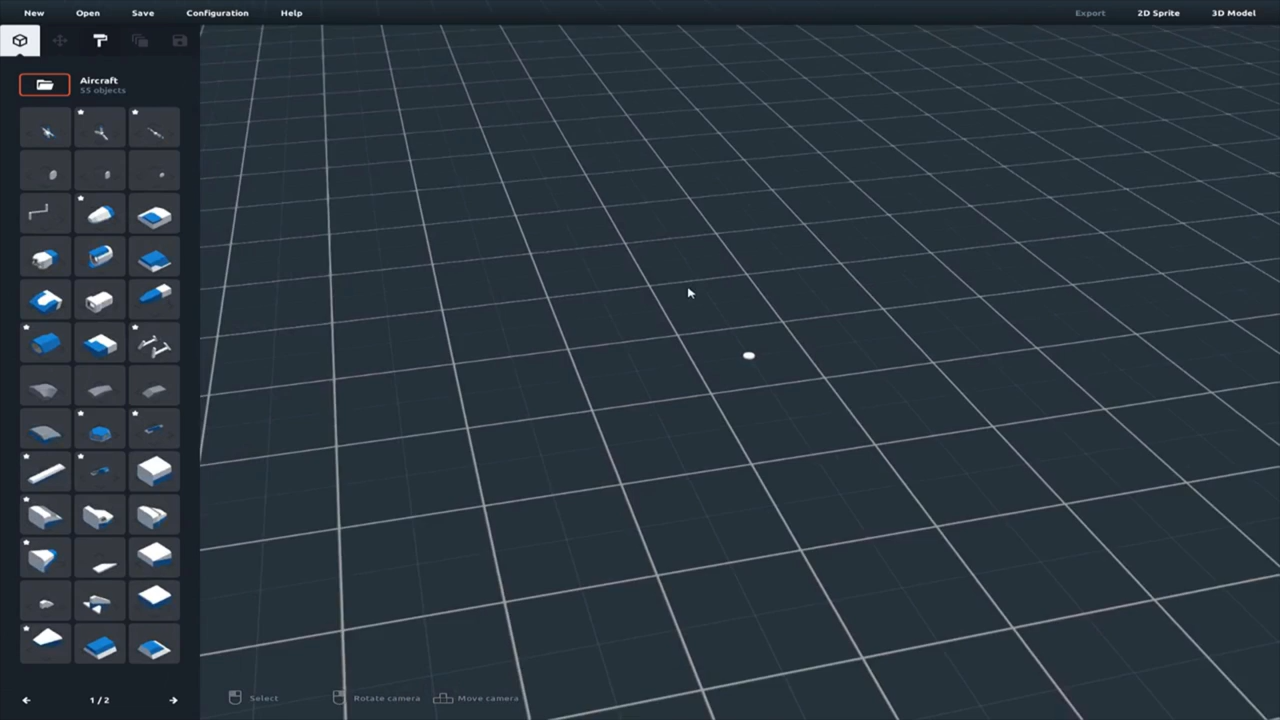 New Open Save Configuration Help Export 2D Sprite 3D Model
Aircraft
55 objects
1 / 2
Select Rotate camera Move camera